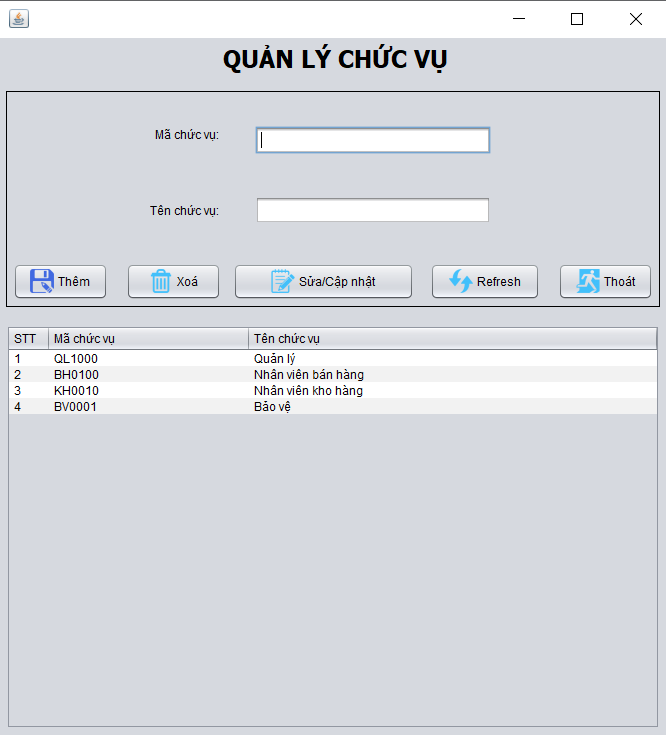 QUẢN LÝ CHỨC VỤ
Mã chức vụ:
Tên chức vụ:
Thêm Xoá Sửa/Cập nhật Refresh Thoát
STT Mã chức vụ Tên chức vụ
1 QL1000 Quản lý
2 BH0100 Nhân viên bán hàng
3 KH0010 Nhân viên kho hàng
4 BV0001 Bảo vệ